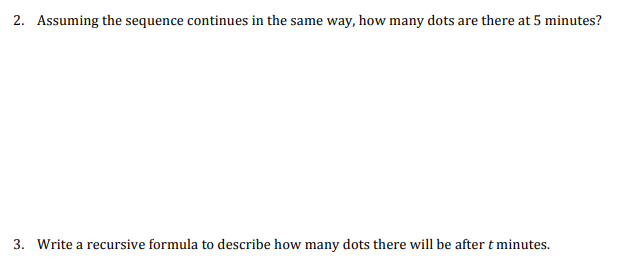 2. Assuming the sequence continues in the same way, how many dots are there at 5 minutes?
3. Write a recursive formula to describe how many dots there will be after t minutes.